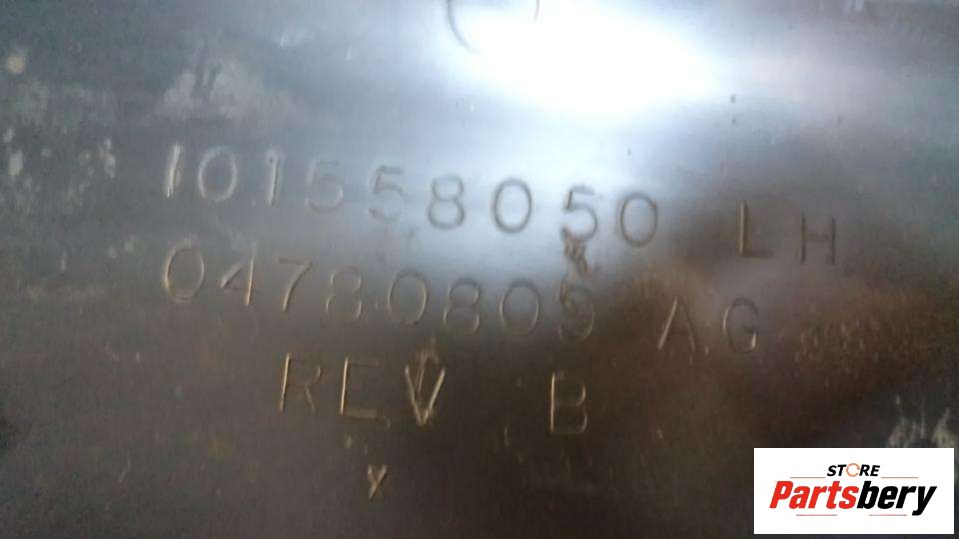 101558050 LH
04780809 AG
REV B
STORE
Partsbery